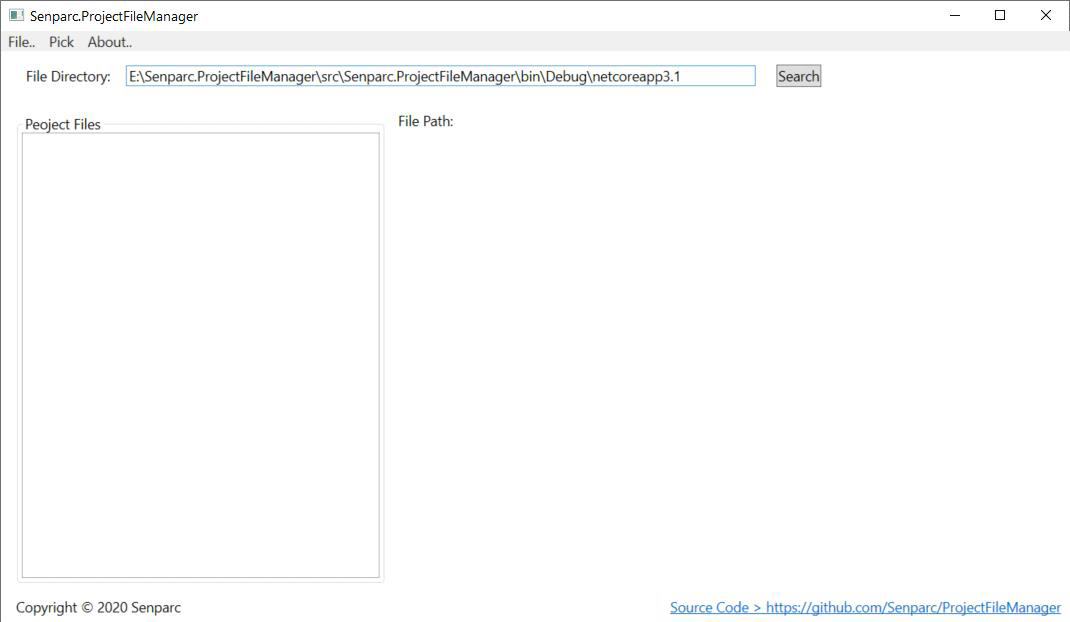 Senparc.ProjectFileManager
File.. Pick About..
File Directory: E:\Senparc.ProjectFileManager\src\Senparc.ProjectFileManager\bin\Debug\netcoreapp3.1 Search
Peoject Files
File Path:
Copyright © 2020 Senparc
Source Code > https://github.com/Senparc/ProjectFileManager